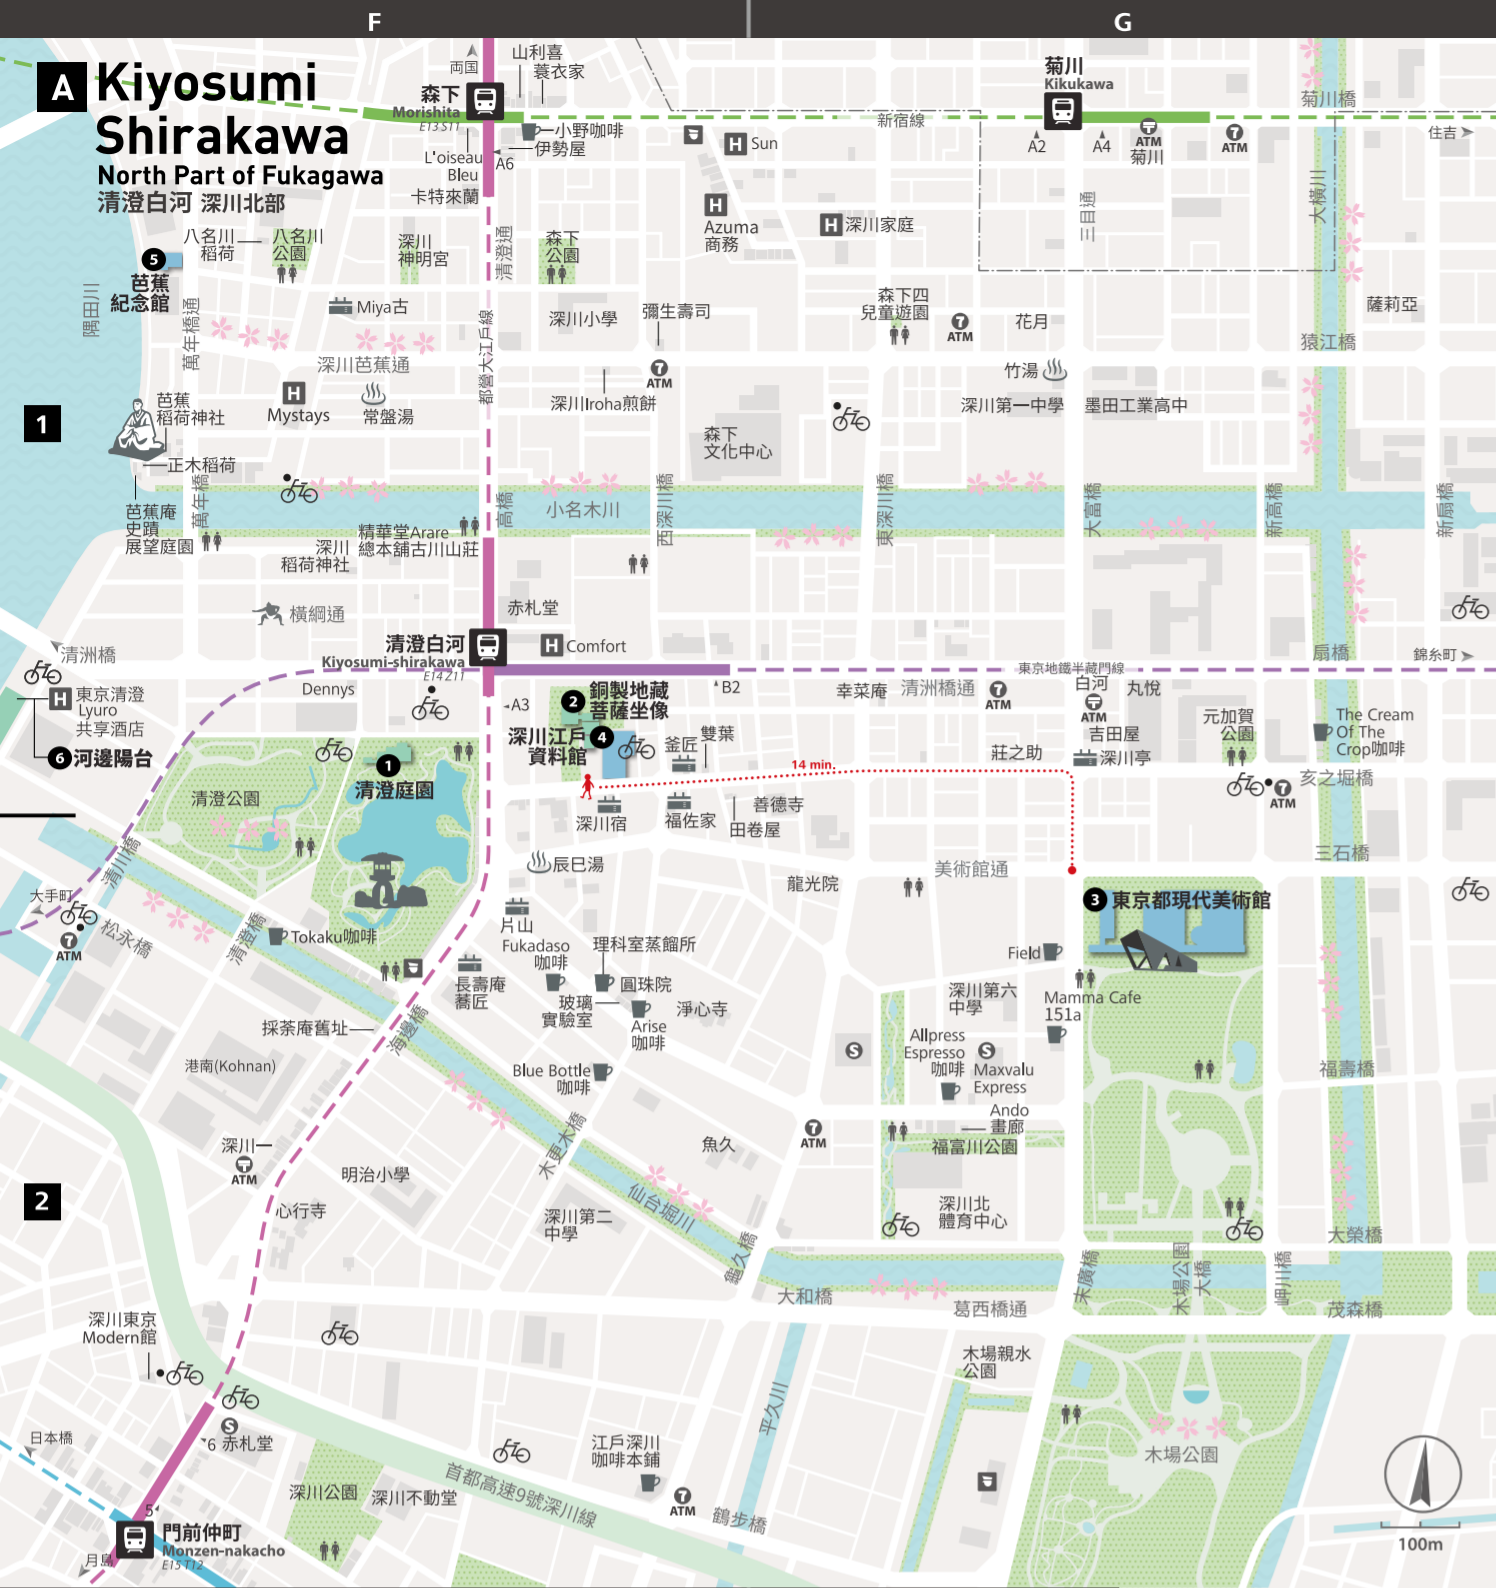 F
G
A Kiyosumi
Shirakawa
North Part of Fukagawa
清澄白河 深川北部
両国
山利喜
蓑衣家
森下
Morishita
E13 S11
小野咖啡
伊勢屋
L'oiseau
Bleu
卡特來蘭
A6
Sun
新宿線
菊川
Kikukawa
A2
A4
ATM
菊川
ATM
菊川橋
住吉
八名川
稻荷
八名川
公園
深川
神明宮
清澄通
森下
公園
Azuma
商務
深川家庭
三目通
大橫川
5
芭蕉
紀念館
隅田川
萬年橋通
Miya古
深川小學
彌生壽司
森下四
兒童遊園
ATM
花月
薩莉亞
猿江橋
深川芭蕉通
都營大江戶線
ATM
竹湯
1
芭蕉
稻荷神社
Mystays
常盤湯
深川Iroha煎餅
深川第一中學
墨田工業高中
森下
文化中心
正木稻荷
萬年橋
芭蕉庵
史蹟
展望庭園
高橋
小名木川
西深川橋
東深川橋
大富橋
新高橋
新扇橋
精華堂Arare
總本舖古川山莊
深川
稻荷神社
橫綱通
赤札堂
清澄白河
Kiyosumi-shirakawa
E14 Z11
Comfort
清洲橋
東京地鐵半藏門線
扇橋
錦糸町
東京清澄
Lyuro
共享酒店
Dennys
A3
2
銅製地藏
菩薩坐像
B2
幸菜庵
清洲橋通
ATM
白河
ATM
丸悅
吉田屋
元加賀
公園
The Cream
Of The
Crop咖啡
6 河邊陽台
深川江戶
資料館
4
釜匠
雙葉
莊之助
深川亭
亥之堀橋
ATM
1
清澄庭園
清澄公園
14 min.
深川宿
福佐家
田卷屋
善德寺
三石橋
清川橋
辰巳湯
美術館通
龍光院
大手町
松永橋
ATM
清澄橋
Tokaku咖啡
片山
Fukadaso
咖啡
理科室蒸餾所
3 東京都現代美術館
Field
長壽庵
蕎匠
圓珠院
玻璃
實驗室
Arise
咖啡
淨心寺
深川第六
中學
Mamma Cafe
151a
採荼庵舊址
海邊橋
港南(Kohnan)
Blue Bottle
咖啡
Allpress
Espresso
咖啡
Maxvalu
Express
福壽橋
Ando
畫廊
福富川公園
ATM
木更木橋
魚久
深川一
ATM
明治小學
2
心行寺
仙台堀川
深川第二
中學
深川北
體育中心
龜久橋
末廣橋
木場公園
大橋
岬川橋
大榮橋
大和橋
葛西橋通
茂森橋
深川東京
Modern館
木場親水
公園
平久川
日本橋
6 赤札堂
江戶深川
咖啡本舖
木場公園
首都高速9號深川線
深川公園
深川不動堂
ATM
鶴步橋
5
門前仲町
Monzen-nakacho
E15 T12
月島
100m